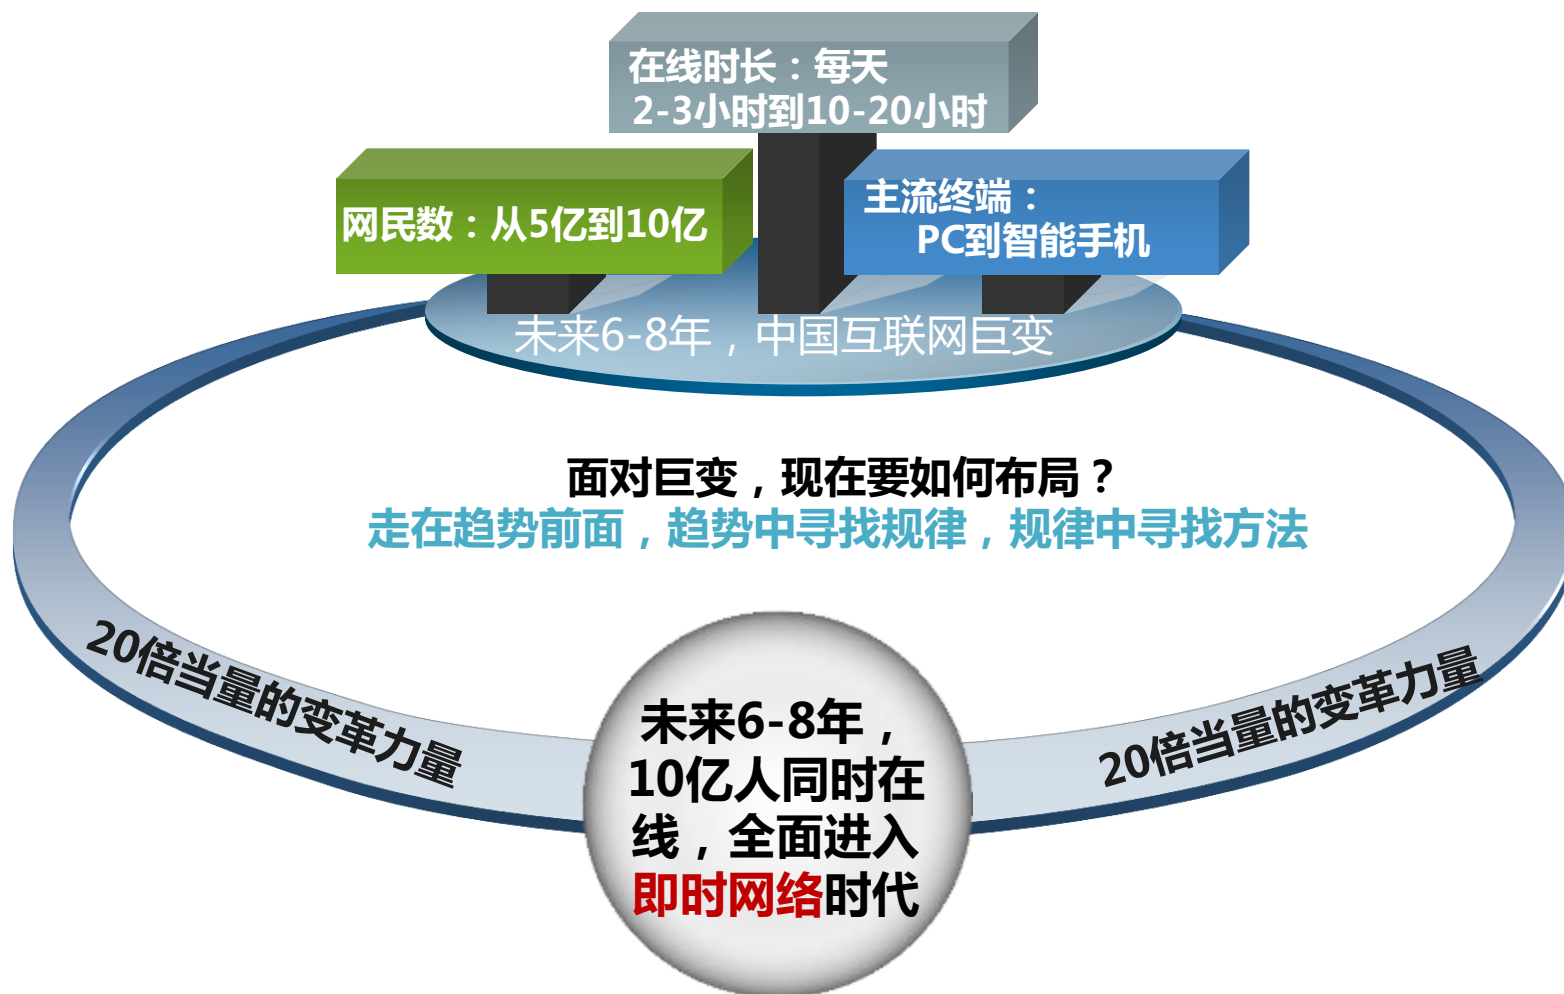 在线时长：每天
2-3小时到10-20小时
网民数：从5亿到10亿
主流终端：
PC到智能手机
未来6-8年，中国互联网巨变
面对巨变，现在要如何布局？
走在趋势前面，趋势中寻找规律，规律中寻找方法
20倍当量的变革力量
20倍当量的变革力量
未来6-8年，
10亿人同时在
线，全面进入
即时网络时代